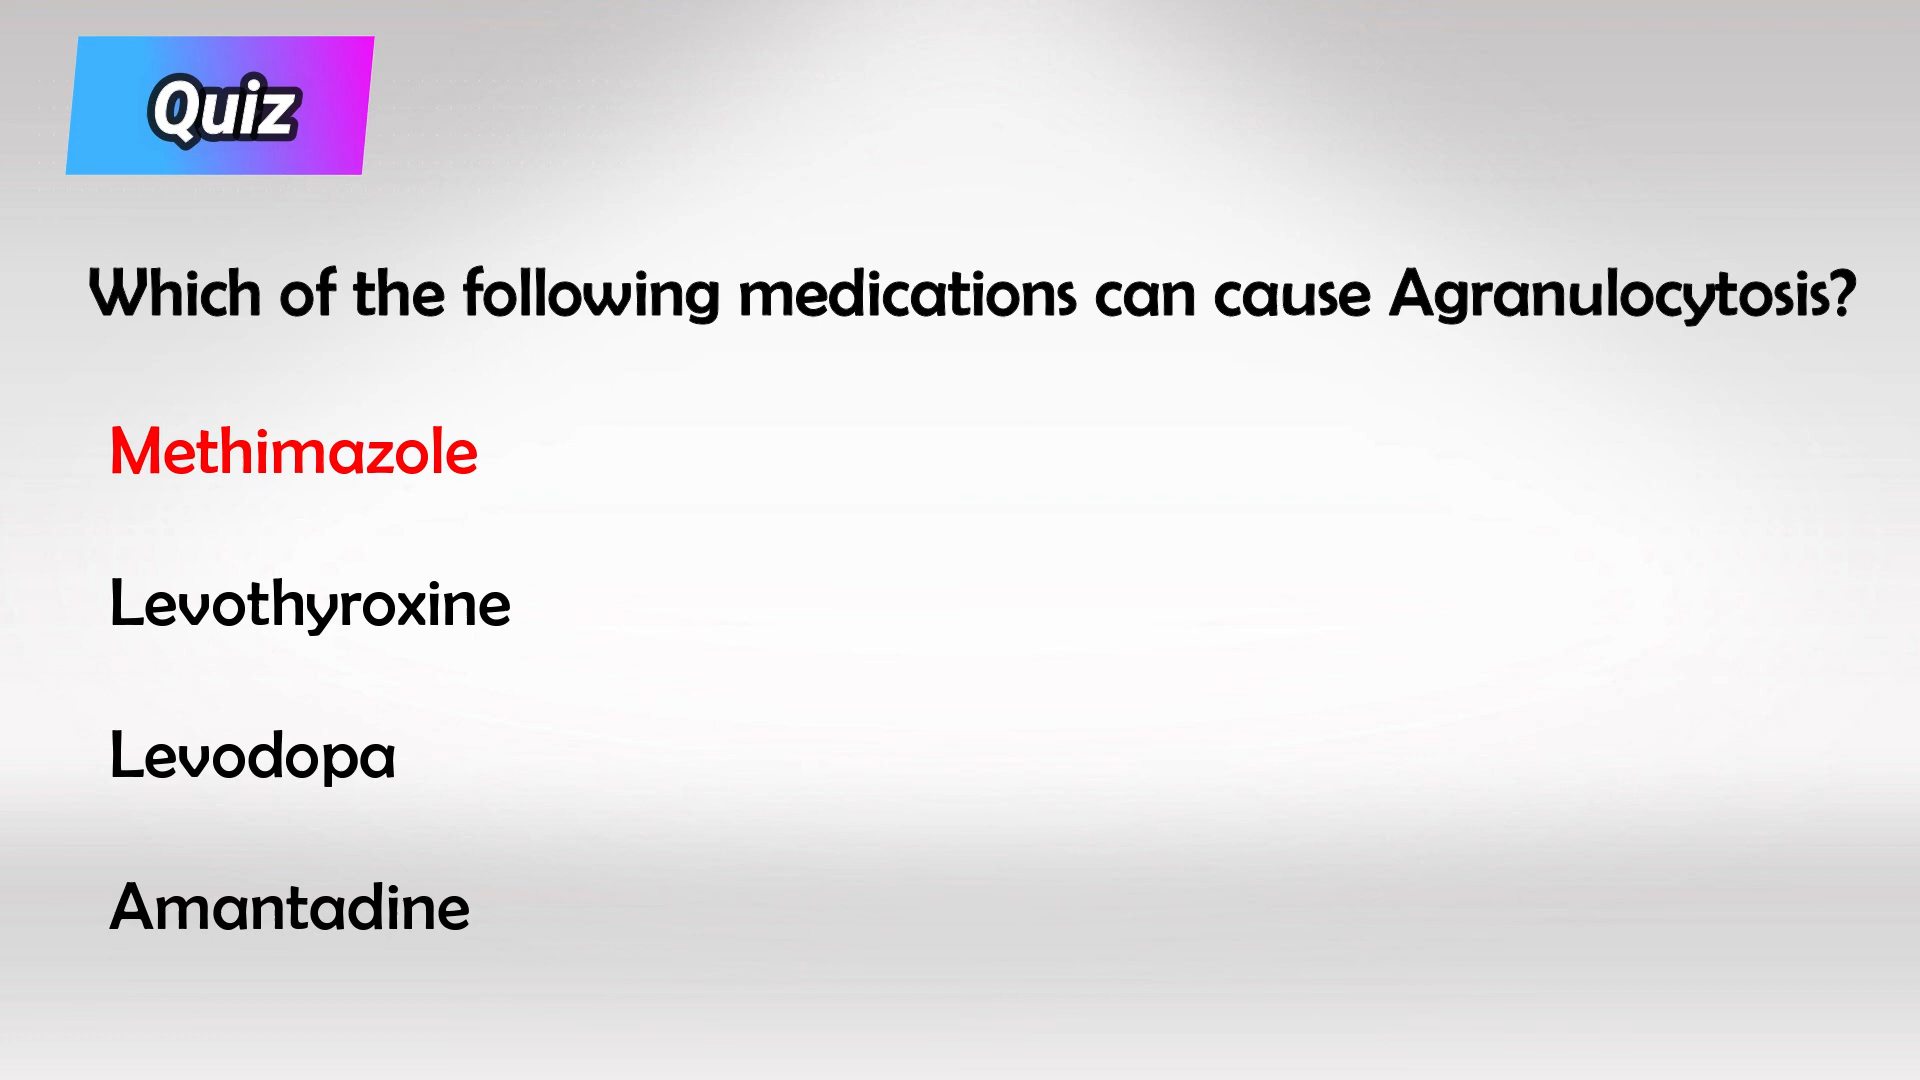 Quiz
Which of the following medications can cause Agranulocytosis?
Methimazole
Levothyroxine
Levodopa
Amantadine